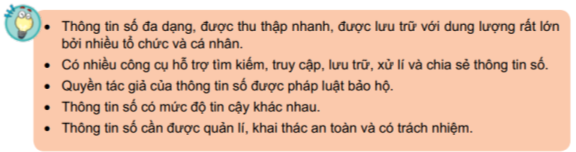 • Thông tin số đa dạng, được thu thập nhanh, được lưu trữ với dung lượng rất lớn
bởi nhiều tổ chức và cá nhân.
• Có nhiều công cụ hỗ trợ tìm kiếm, truy cập, lưu trữ, xử lí và chia sẻ thông tin số.
• Quyền tác giả của thông tin số được pháp luật bảo hộ.
• Thông tin số có mức độ tin cậy khác nhau.
• Thông tin số cần được quản lí, khai thác an toàn và có trách nhiệm.